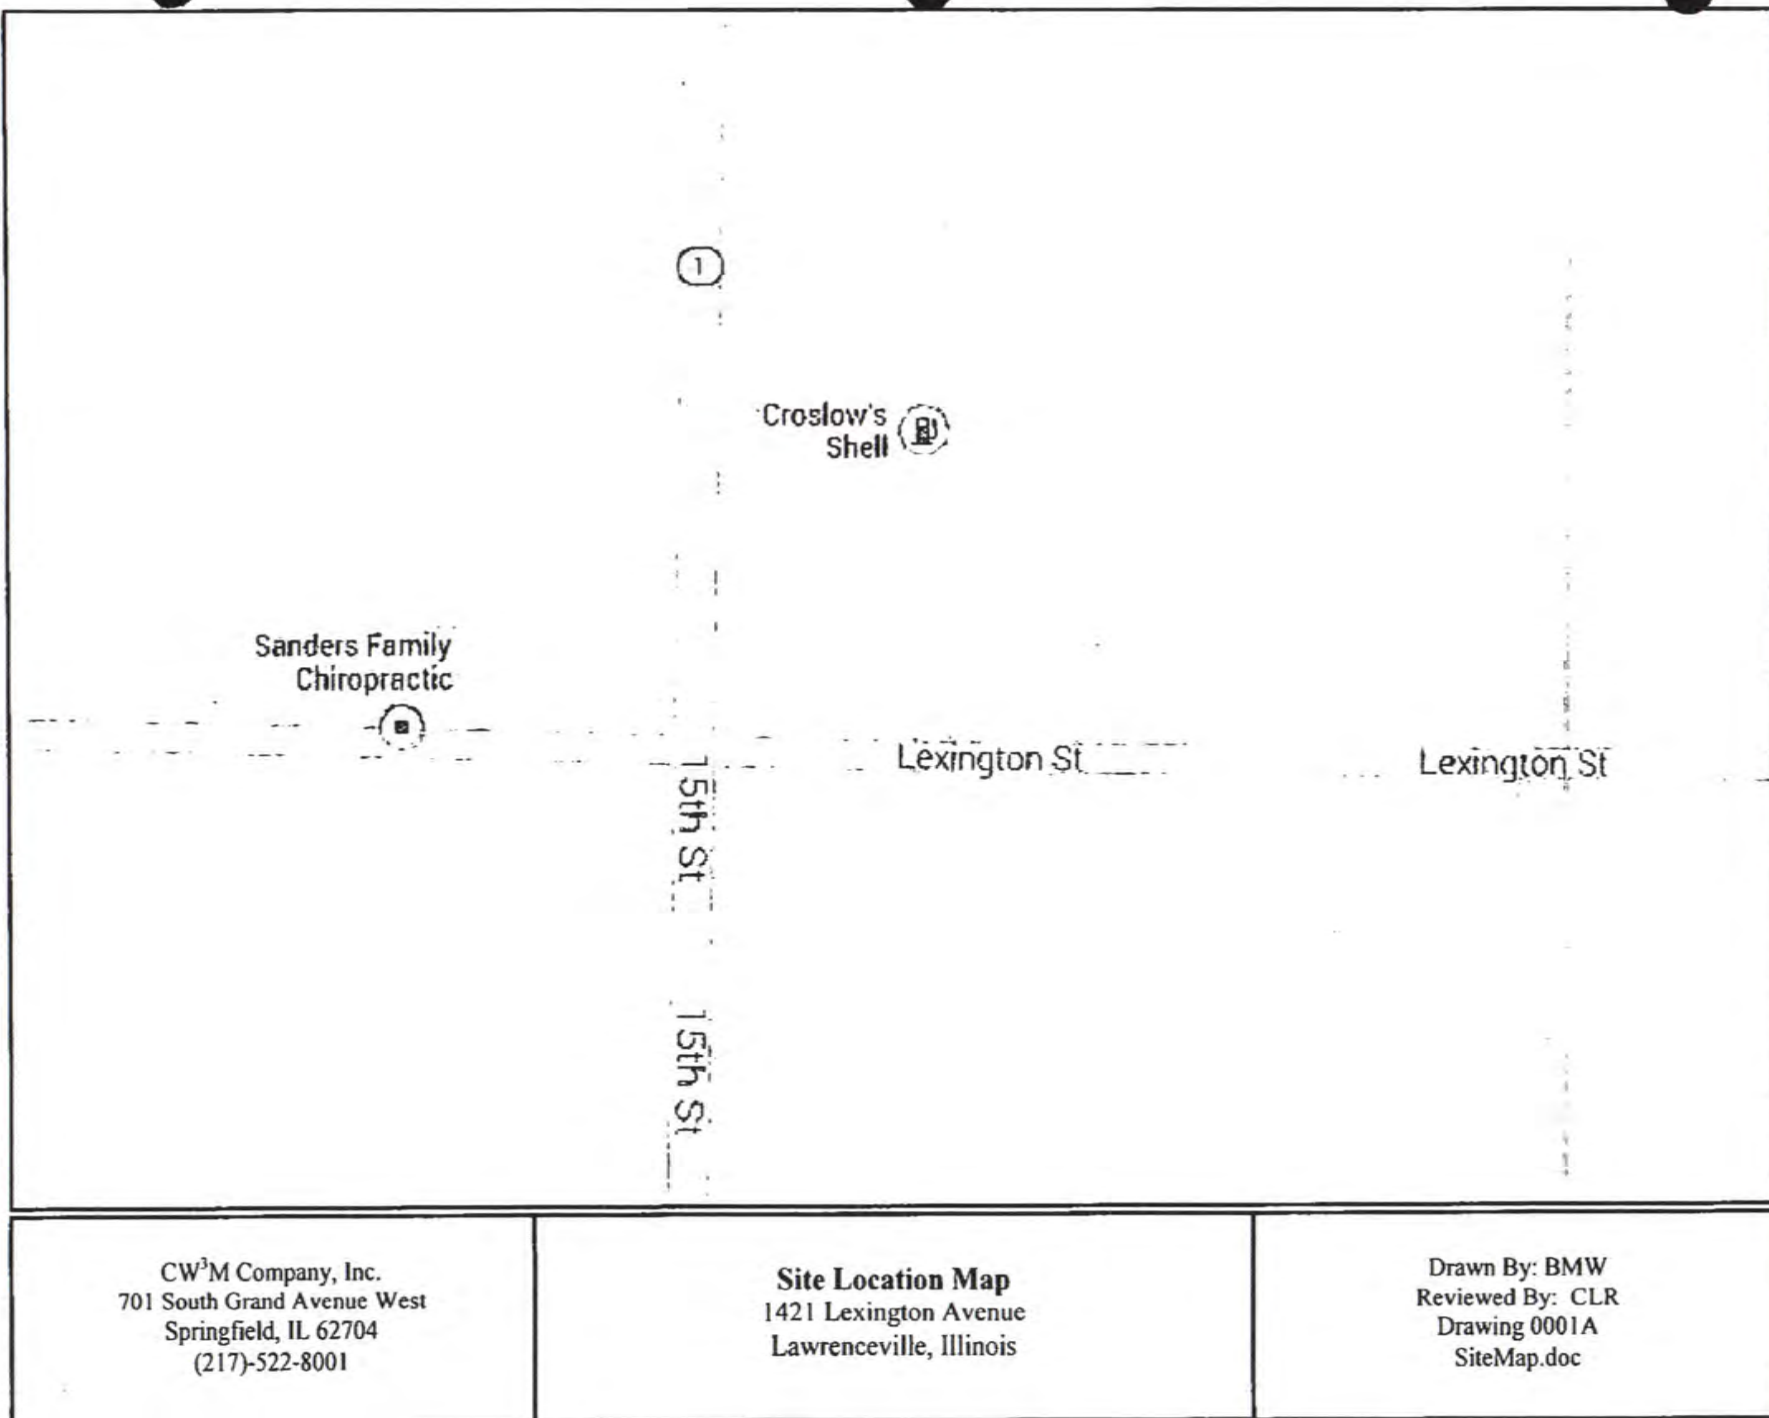 1
Croslow's
Shell
Sanders Family
Chiropractic
Lexington St
Lexington St
15th St
15th St
CW³M Company, Inc.
701 South Grand Avenue West
Springfield, IL 62704
(217)-522-8001
Site Location Map
1421 Lexington Avenue
Lawrenceville, Illinois
Drawn By: BMW
Reviewed By: CLR
Drawing 0001A
SiteMap.doc